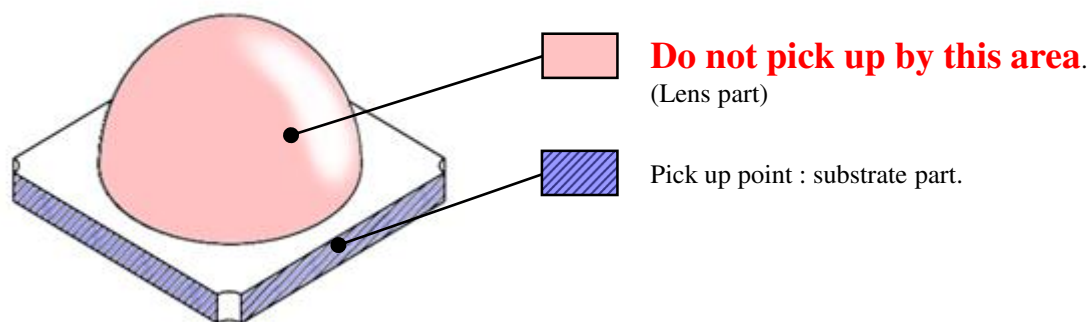 Do not pick up by this area.
(Lens part)
Pick up point : substrate part.